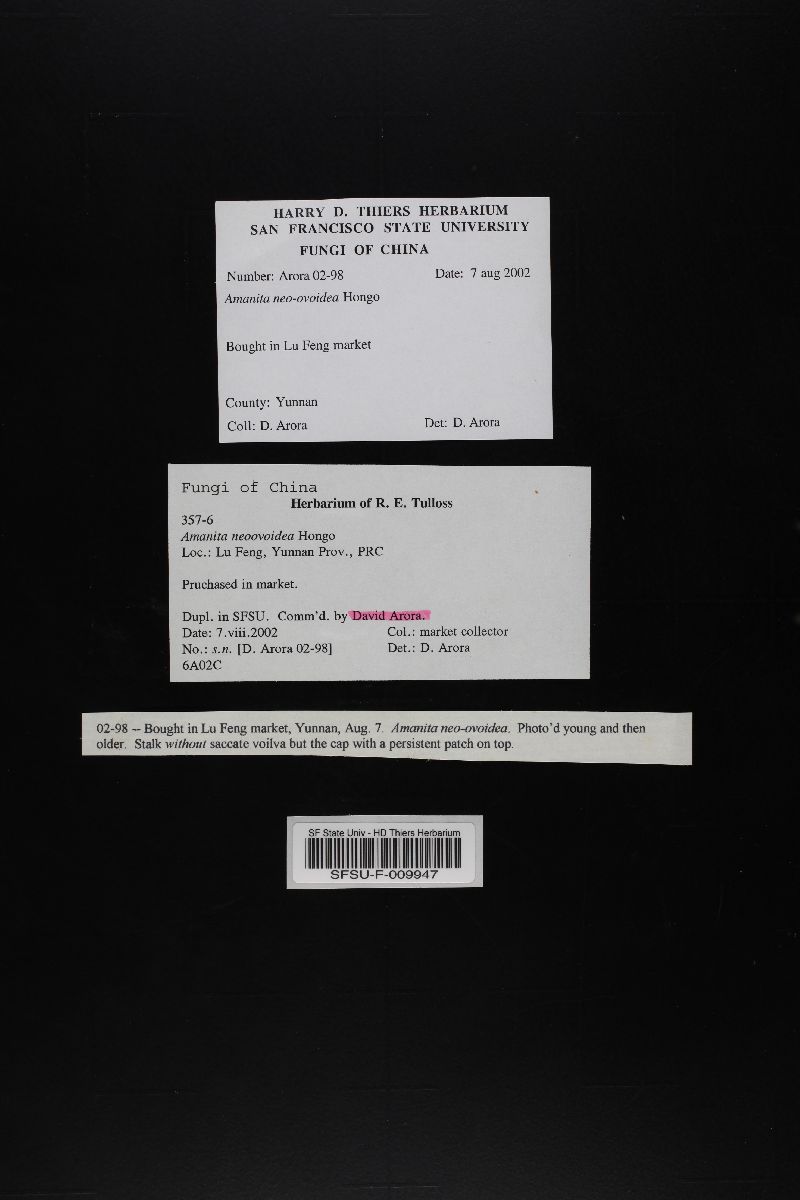 HARRY D. THIERS HERBARIUM
SAN FRANCISCO STATE UNIVERSITY
FUNGI OF CHINA
Number: Arora 02-98 Date: 7 aug 2002
Amanita neo-ovoidea Hongo
Bought in Lu Feng market
County: Yunnan
Coll: D. Arora Det: D. Arora
Fungi of China
Herbarium of R. E. Tulloss
357-6
Amanita neoovoidea Hongo
Loc.: Lu Feng, Yunnan Prov., PRC
Pruchased in market.
Dupl. in SFSU. Comm'd. by David Arora.
Date: 7.viii.2002 Col.: market collector
No.: s.n. [D. Arora 02-98] Det.: D. Arora
6A02C
02-98 -- Bought in Lu Feng market, Yunnan, Aug. 7. Amanita neo-ovoidea. Photo'd young and then
older. Stalk without saccate voilva but the cap with a persistent patch on top.
SF State Univ - HD Thiers Herbarium
SFSU-F-009947